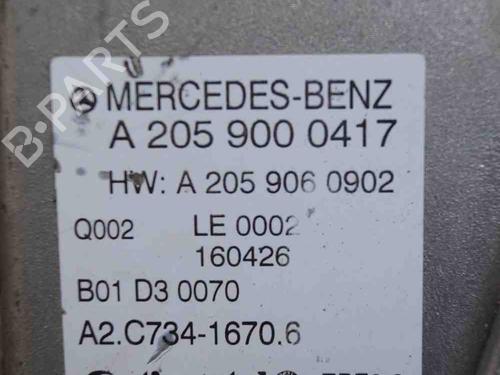 MERCEDES-BENZ
A 205 900 0417
HW: A 205 906 0902
Q002 LE 0002
160426
B01 D3 0070
A2.C734-1670.6
B-PARTS